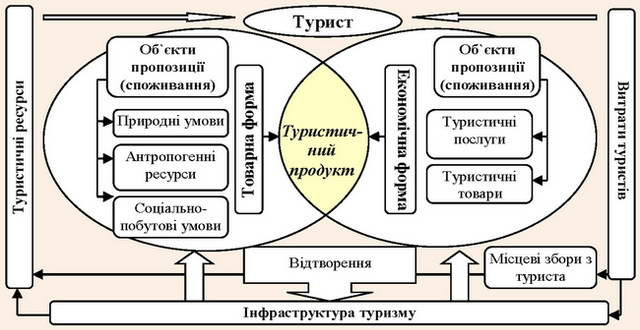 Турист
Туристичні ресурси
Об`єкти
пропозиції
(споживання)
Природні умови
Антропогенні
ресурси
Соціально-
побутові умови
Товарна форма
Туристич-
ний
продукт
Економічна форма
Об`єкти
пропозиції
(споживання)
Туристичні
послуги
Туристичні
товари
Витрати туристів
Відтворення
Місцеві збори з
туриста
Інфраструктура туризму